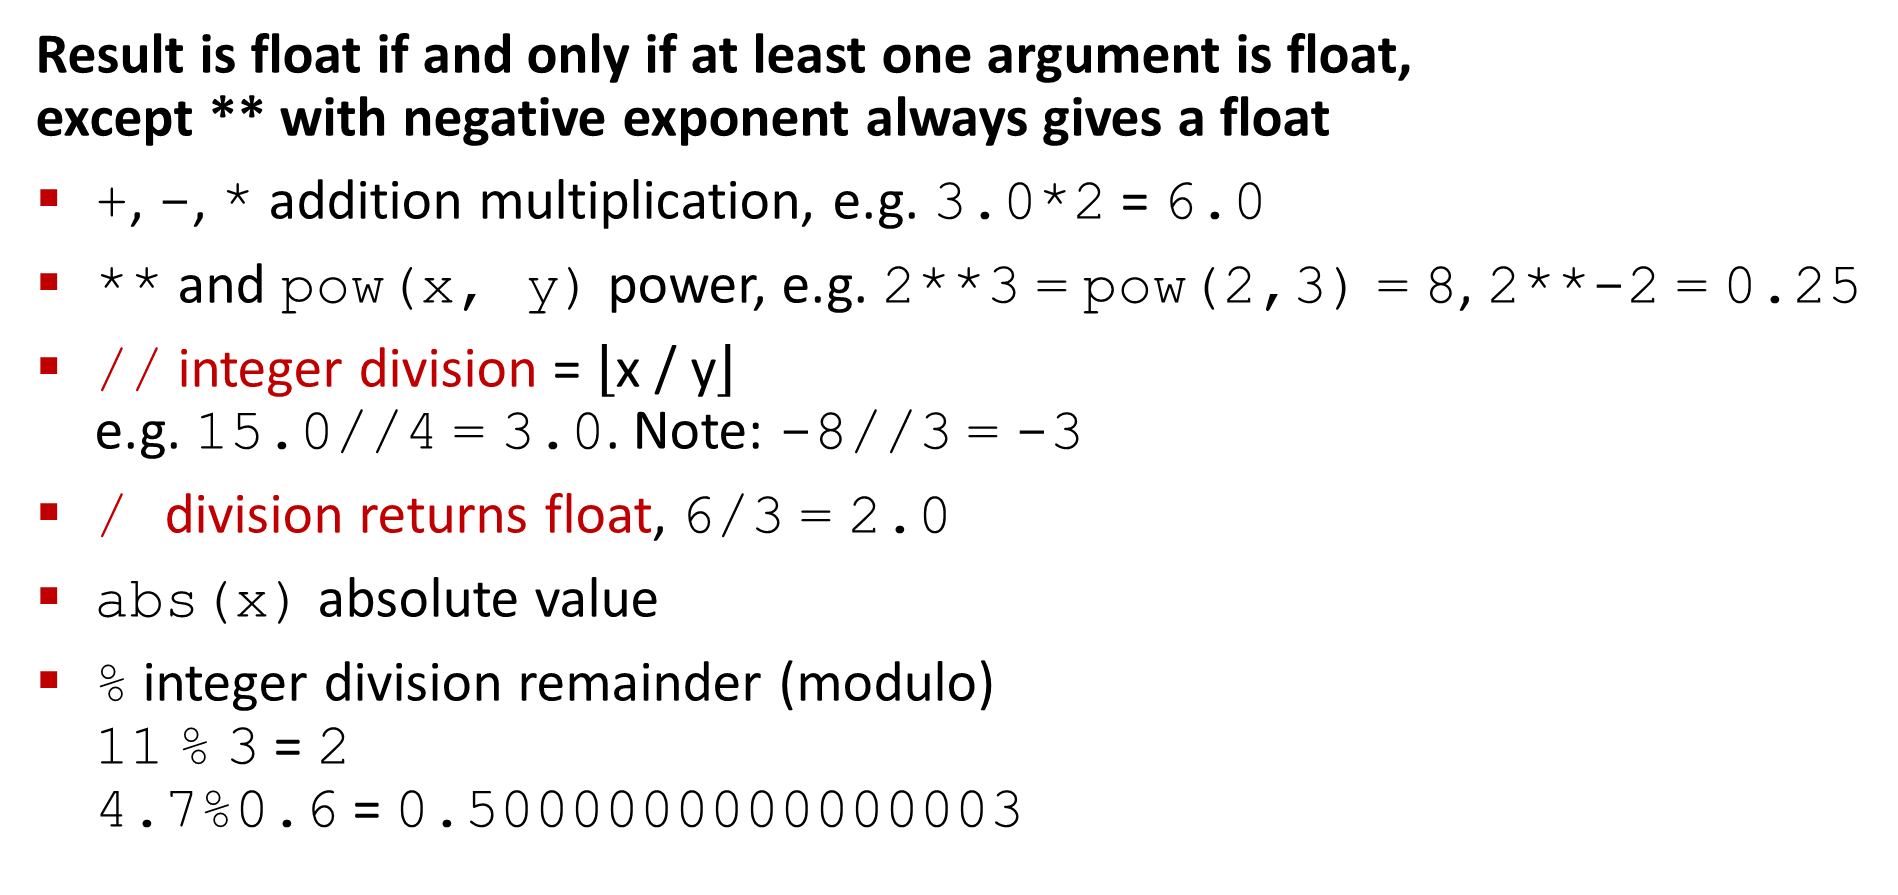 Result is float if and only if at least one argument is float,
except ** with negative exponent always gives a float
▪ +, -, * addition multiplication, e.g. 3.0*2 = 6.0
▪ ** and pow(x, y) power, e.g. 2**3 = pow(2,3) = 8, 2**-2 = 0.25
▪ // integer division = ⌊x / y⌋
e.g. 15.0//4 = 3.0. Note: -8//3 = -3
▪ / division returns float, 6/3 = 2.0
▪ abs(x) absolute value
▪ % integer division remainder (modulo)
11 % 3 = 2
4.7%0.6 = 0.5000000000000003